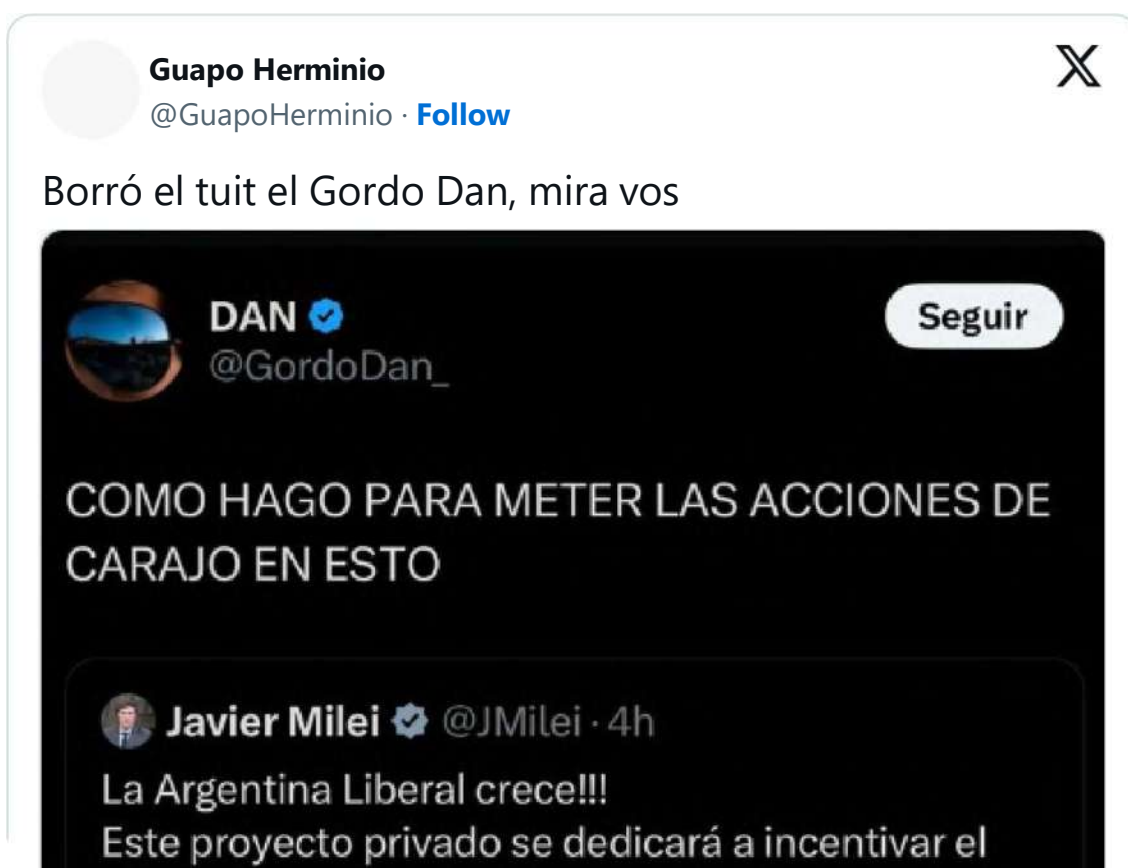 Guapo Herminio
@GuapoHerminio · Follow
Borró el tuit el Gordo Dan, mira vos
DAN
@GordoDan_
Seguir
COMO HAGO PARA METER LAS ACCIONES DE
CARAJO EN ESTO
Javier Milei @JMilei · 4h
La Argentina Liberal crece!!!
Este proyecto privado se dedicará a incentivar el